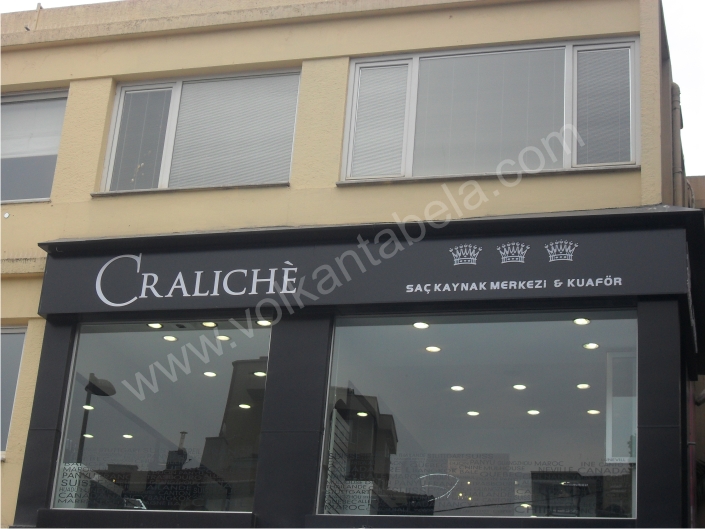 CRALICHÈ
SAÇ KAYNAK MERKEZİ & KUAFÖR
www.volkantabela.com